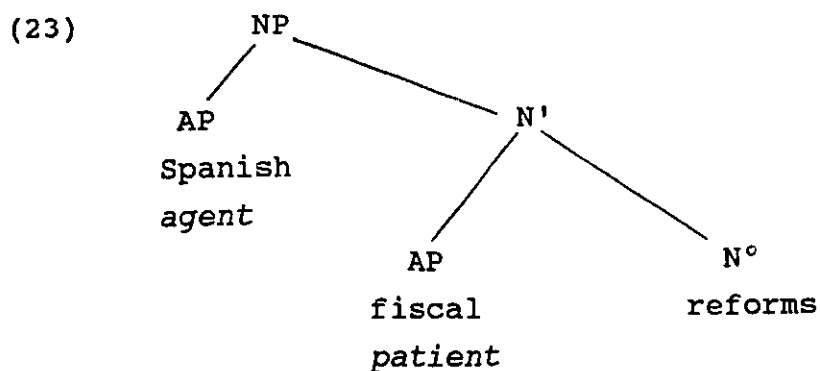 (23) NP
AP N'
Spanish
agent
AP N°
fiscal reforms
patient